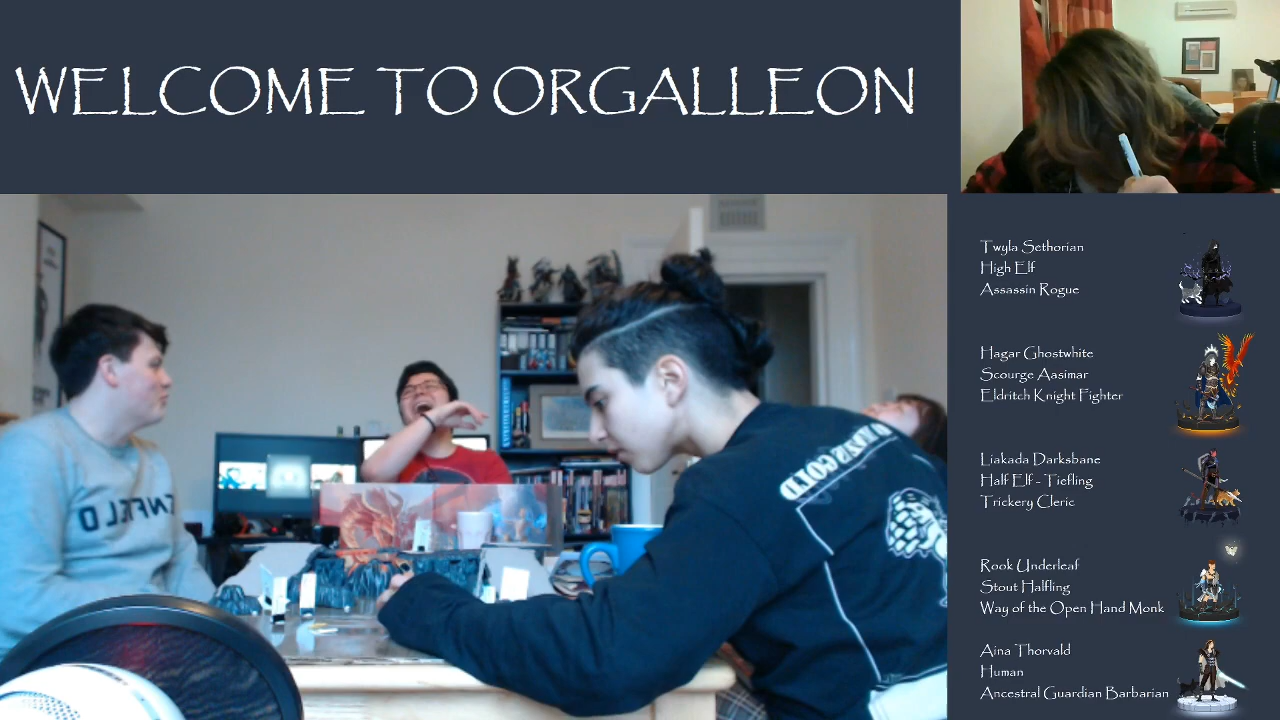 WELCOME TO ORGALLEON
Twyla Sethorian
High Elf
Assassin Rogue
Hagar Ghostwhite
Scourge Aasimar
Eldritch Knight Fighter
Liakada Darksbane
Half Elf - Tiefling
Trickery Cleric
Rook Underleaf
Stout Halfling
Way of the Open Hand Monk
Aina Thorvald
Human
Ancestral Guardian Barbarian